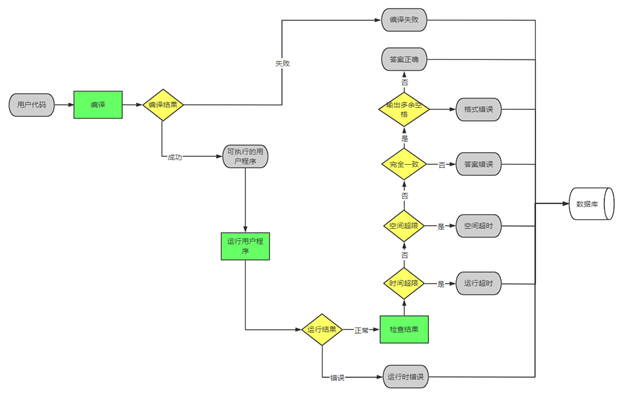 编译失败
失败
答案正确
否
用户代码
编译
编译结果
输出多余空
格
格式错误
是
成功
可执行的用
户程序
完全一致
否
答案错误
否
数据库
空间超限
是
空间超时
运行用户程
序
否
时间超限
是
运行超时
运行结果
正常
检查结果
错误
运行时错误